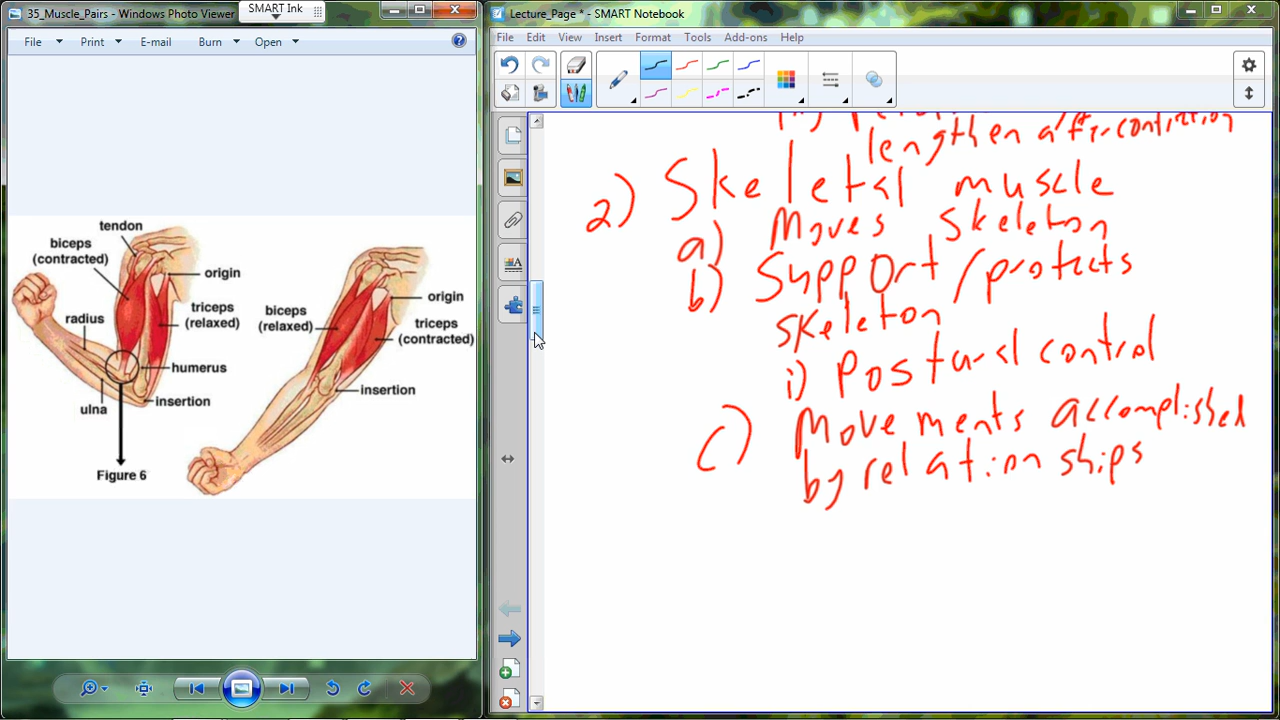 35_Muscle_Pairs - Windows Photo Viewer
SMART Ink
File Print E-mail Burn Open
tendon
biceps
(contracted)
origin
triceps
(relaxed)
radius
humerus
ulna
insertion
Figure 6
origin
biceps
(relaxed)
triceps
(contracted)
insertion
Lecture_Page * - SMART Notebook
File Edit View Insert Format Tools Add-ons Help
lengthen after contraction
2) Skeletal muscle
a) Moves skeleton
b) Support/protects
skeleton
i) Postural control
c) Movements accomplished
by relationships